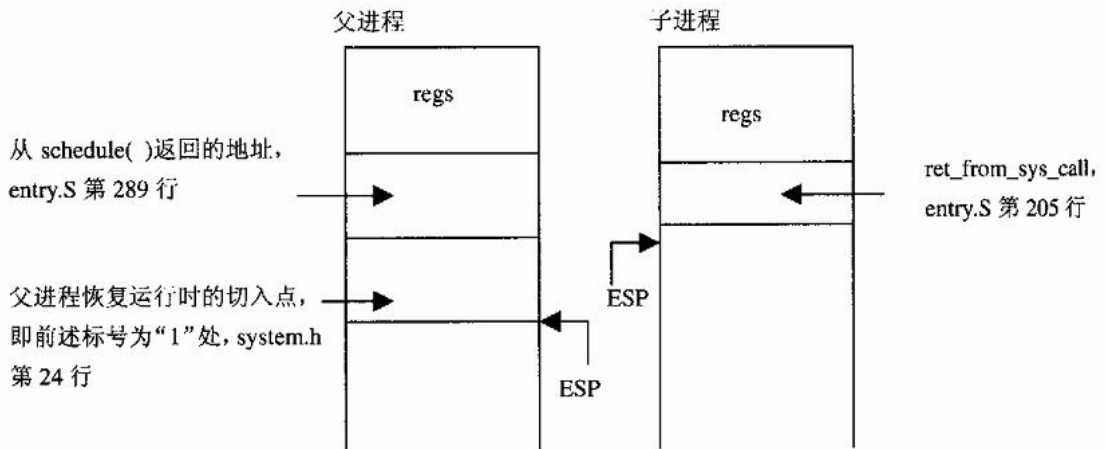 父进程
子进程
regs
regs
从 schedule( )返回的地址，
entry.S 第 289 行
ret_from_sys_call,
entry.S 第 205 行
父进程恢复运行时的切入点，
即前述标号为“1”处, system.h
第 24 行
ESP
ESP